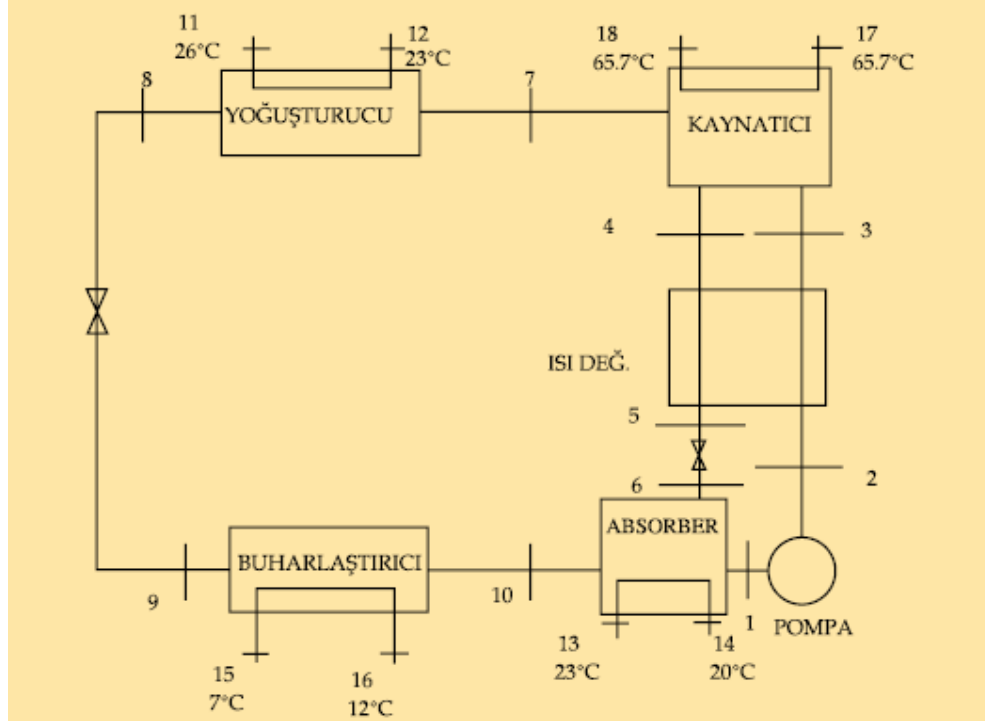 11
26°C
12
23°C
18
65.7°C
17
65.7°C
8
7
YOĞUŞTURUCU
KAYNATICI
4
3
ISI DEĞ.
5
2
6
ABSORBER
BUHARLAŞTIRICI
9
10
1
POMPA
13
23°C
14
20°C
15
7°C
16
12°C